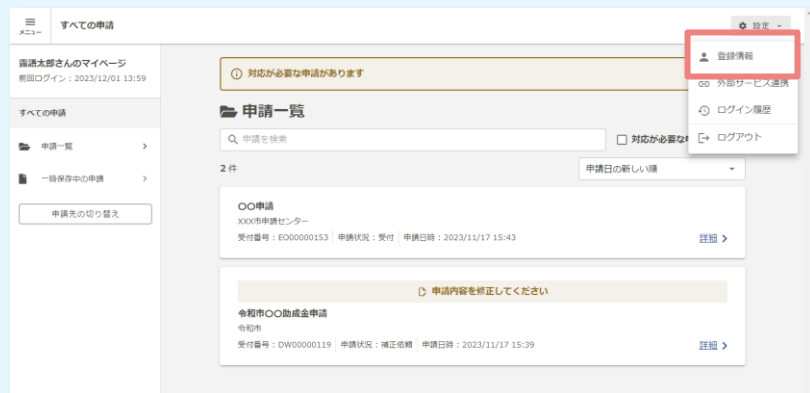 メニュー
すべての申請
設定
登録情報
外部サービス連携
ログイン履歴
ログアウト
露語太郎さんのマイページ
前回ログイン：2023/12/01 13:59
すべての申請
申請一覧
一時保存中の申請
申請先の切り替え
対応が必要な申請があります
申請一覧
申請を検索
対応が必要な
2 件
申請日の新しい順
〇〇申請
XXX市申請センター
受付番号：EO00000153 申請状況：受付 申請日時：2023/11/17 15:43
詳細
申請内容を修正してください
令和市〇〇助成金申請
令和市
受付番号：DW00000119 申請状況：補正依頼 申請日時：2023/11/17 15:39
詳細